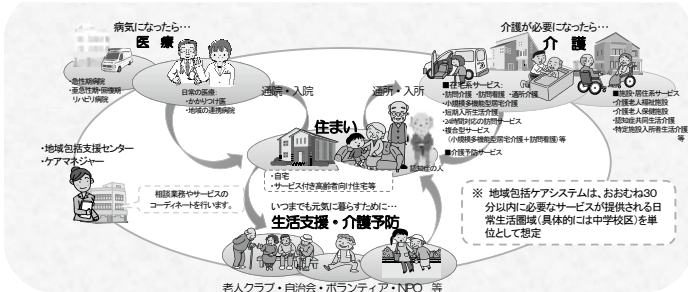 病気になったら…
医 療
・急性期病院
・亜急性期・回復期
リハビリ病院
日常の医療:
・かかりつけ医
・地域の連携病院
通院・入院
通所・入所
介護が必要になったら…
介 護
■在宅系サービス:
・訪問介護 ・訪問看護 ・通所介護
・小規模多機能型居宅介護
・短期入所生活介護
・24時間対応の訪問サービス
・複合型サービス
(小規模多機能型居宅介護+訪問看護)等
■介護予防サービス
■施設・居住系サービス
・介護老人福祉施設
・介護老人保健施設
・認知症共同生活介護
・特定施設入所者生活介護
等
住まい
認知症の人
・自宅
・サービス付き高齢者向け住宅等
・地域包括支援センター
・ケアマネジャー
相談業務やサービスの
コーディネートを行います。
いつまでも元気に暮らすために…
生活支援・介護予防
老人クラブ・自治会・ボランティア・NPO 等
※ 地域包括ケアシステムは、おおむね30
分以内に必要なサービスが提供される日
常生活圏域(具体的には中学校区)を単
位として想定